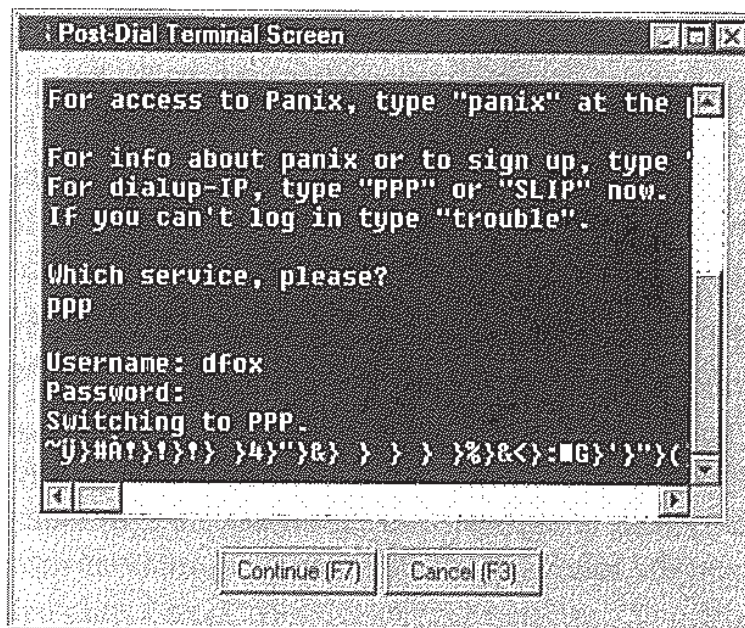 Post-Dial Terminal Screen
For access to Panix, type "panix" at the
For info about panix or to sign up, type "
For dialup-IP, type "PPP" or "SLIP" now.
If you can't log in type "trouble".
Which service, please?
ppp
Username: dfox
Password:
Switching to PPP.
~ÿ}#À!}!}!} }4}"}&} } } } }%}&<}:■G}'}"}(
Continue (F7)
Cancel (F3)